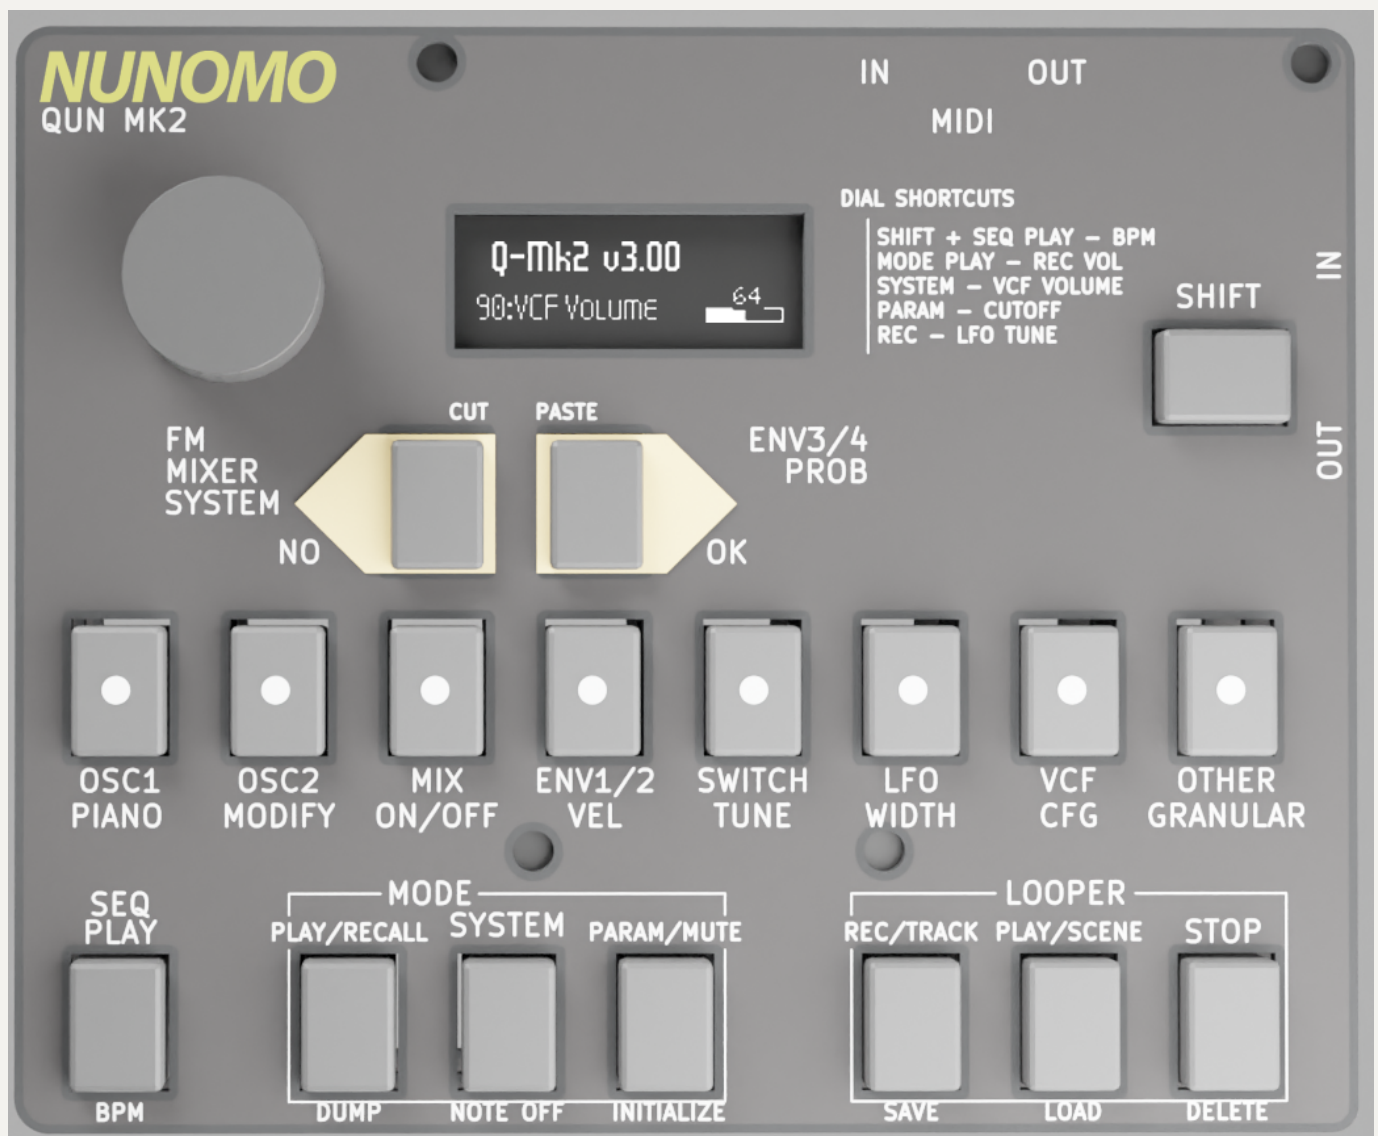 NUNOMO
QUN MK2
IN
OUT
MIDI
DIAL SHORTCUTS
SHIFT + SEQ PLAY – BPM
MODE PLAY – REC VOL
SYSTEM – VCF VOLUME
PARAM – CUTOFF
REC – LFO TUNE
Q-Mk2 v3.00
90:VCF VOLUME
64
IN
SHIFT
OUT
CUT
PASTE
FM
MIXER
SYSTEM
NO
ENV3/4
PROB
OK
OSC1
PIANO
OSC2
MODIFY
MIX
ON/OFF
ENV1/2
VEL
SWITCH
TUNE
LFO
WIDTH
VCF
CFG
OTHER
GRANULAR
SEQ
PLAY
BPM
MODE
PLAY/RECALL
SYSTEM
PARAM/MUTE
DUMP
NOTE OFF
INITIALIZE
LOOPER
REC/TRACK
PLAY/SCENE
STOP
SAVE
LOAD
DELETE